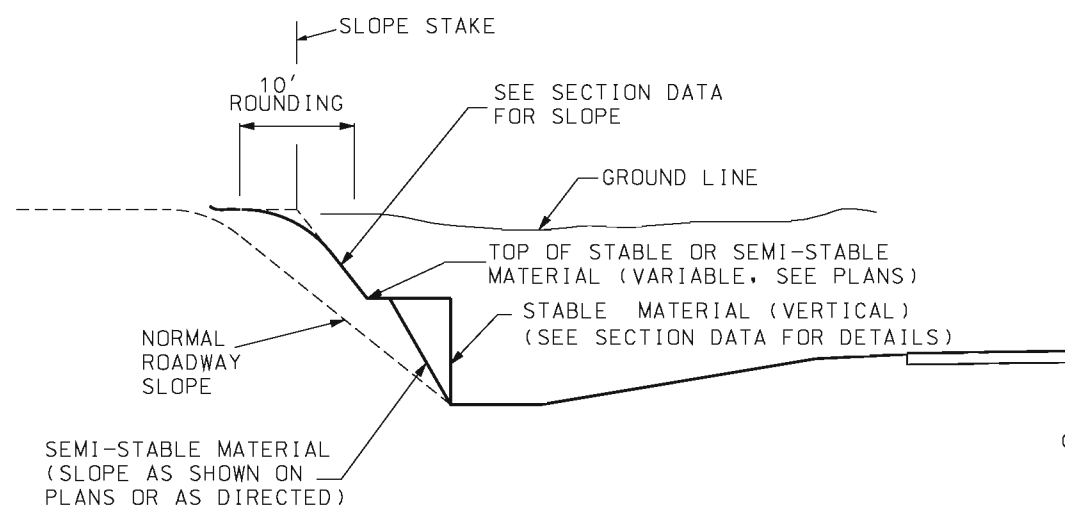 SLOPE STAKE
10'
ROUNDING
SEE SECTION DATA
FOR SLOPE
GROUND LINE
TOP OF STABLE OR SEMI-STABLE
MATERIAL (VARIABLE, SEE PLANS)
STABLE MATERIAL (VERTICAL)
(SEE SECTION DATA FOR DETAILS)
NORMAL
ROADWAY
SLOPE
SEMI-STABLE MATERIAL
(SLOPE AS SHOWN ON
PLANS OR AS DIRECTED)